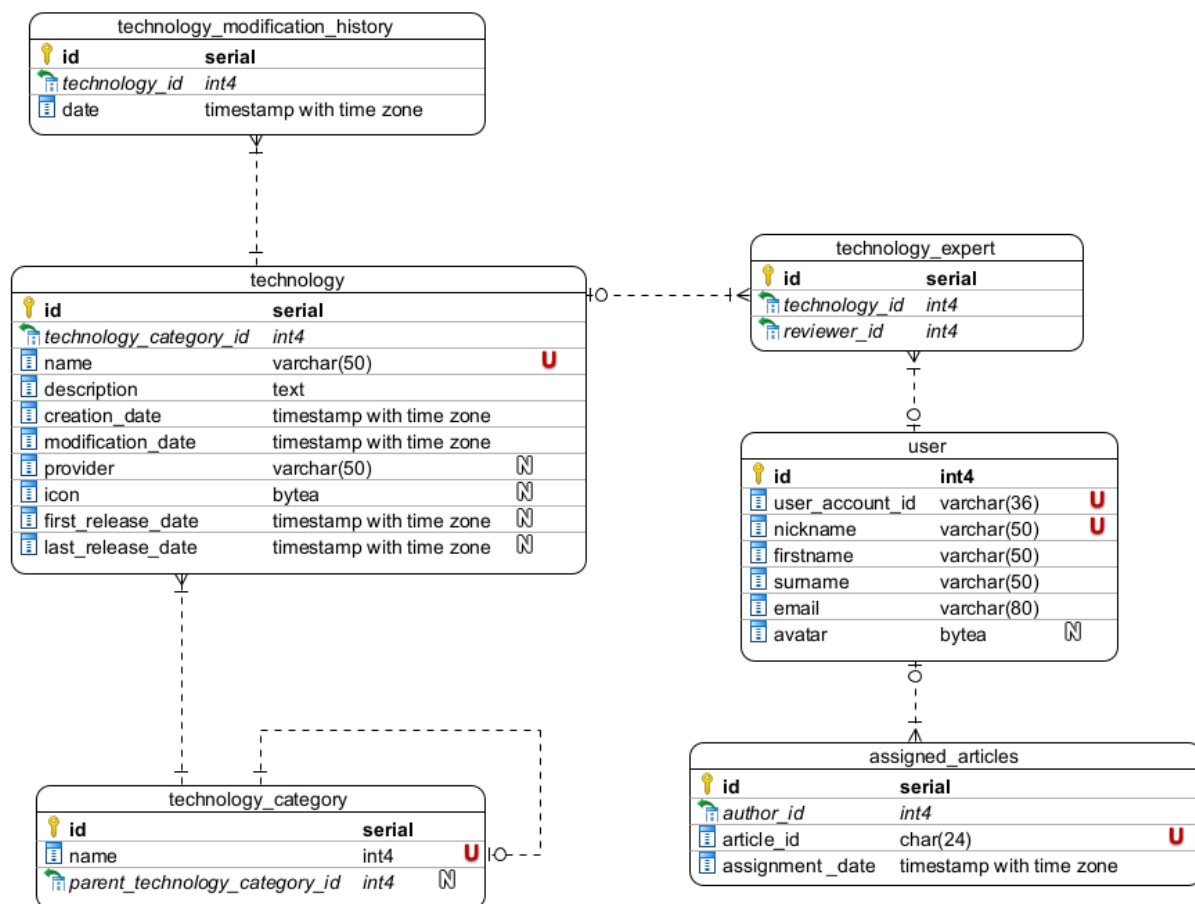 technology_modification_history
id serial
technology_id int4
date timestamp with time zone
technology
id serial
technology_category_id int4
name varchar(50) U
description text
creation_date timestamp with time zone
modification_date timestamp with time zone
provider varchar(50) N
icon bytea N
first_release_date timestamp with time zone N
last_release_date timestamp with time zone N
technology_expert
id serial
technology_id int4
reviewer_id int4
user
id int4
user_account_id varchar(36) U
nickname varchar(50) U
firstname varchar(50)
surname varchar(50)
email varchar(80)
avatar bytea N
technology_category
id serial
name int4 U
parent_technology_category_id int4 N
assigned_articles
id serial
author_id int4
article_id char(24) U
assignment _date timestamp with time zone